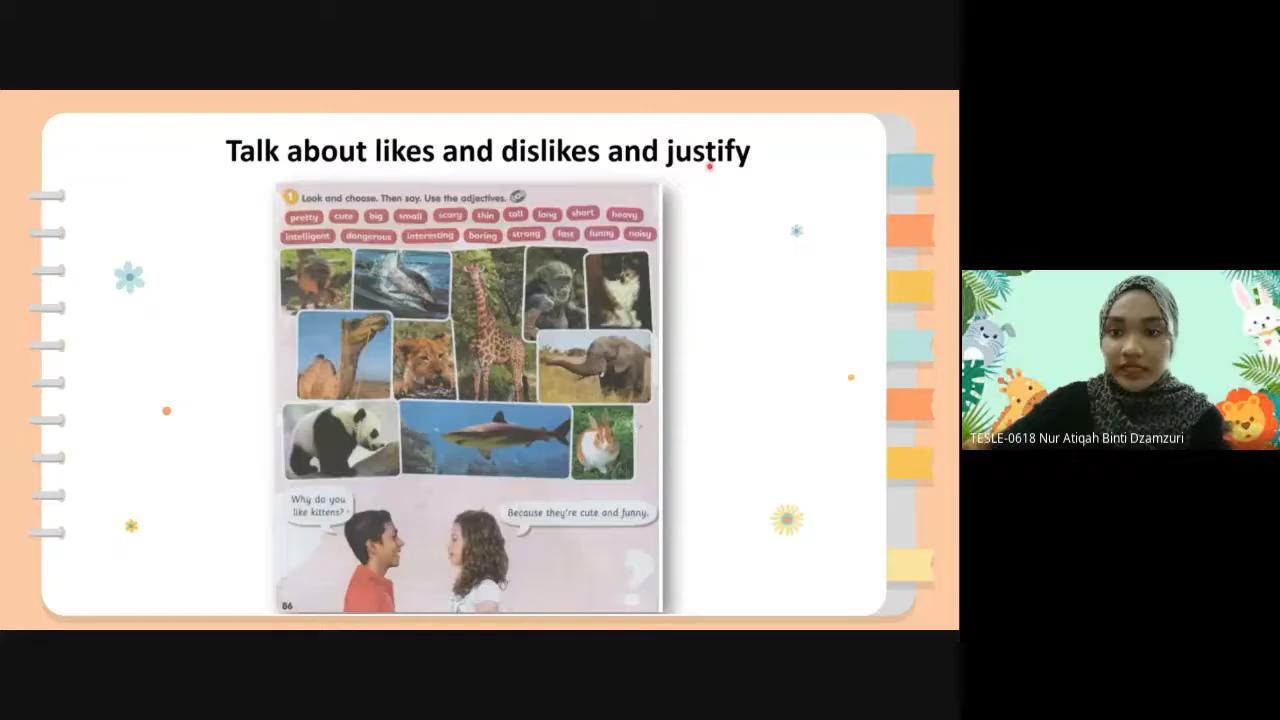 Talk about likes and dislikes and justify
1 Look and choose. Then say. Use the adjectives.
pretty cute big small scary thin tall long short heavy
intelligent dangerous interesting boring strong fast funny noisy
Why do you
like kittens?
Because they're cute and funny.
?
86
TESLE-0618 Nur Atiqah Binti Dzamzuri